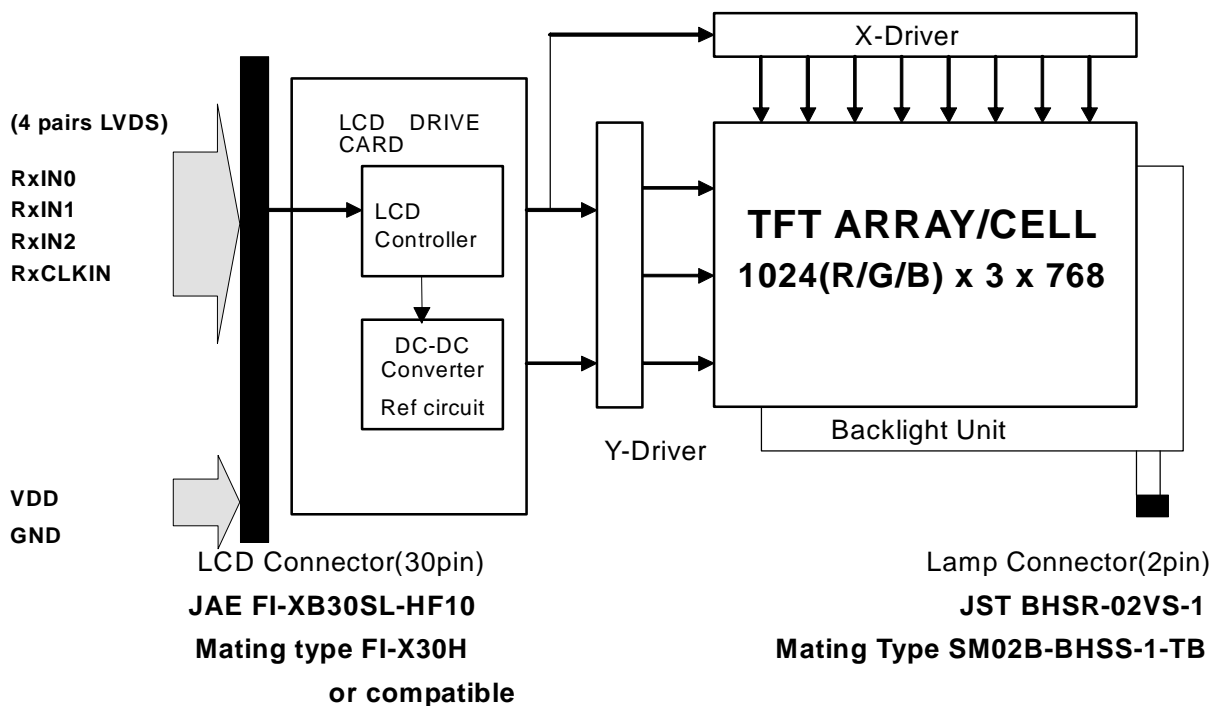 X-Driver
(4 pairs LVDS)
RxIN0
RxIN1
RxIN2
RxCLKIN
VDD
GND
LCD DRIVE
CARD
LCD
Controller
DC-DC
Converter
Ref circuit
Y-Driver
TFT ARRAY/CELL
1024(R/G/B) x 3 x 768
Backlight Unit
LCD Connector(30pin)
JAE FI-XB30SL-HF10
Mating type FI-X30H
or compatible
Lamp Connector(2pin)
JST BHSR-02VS-1
Mating Type SM02B-BHSS-1-TB